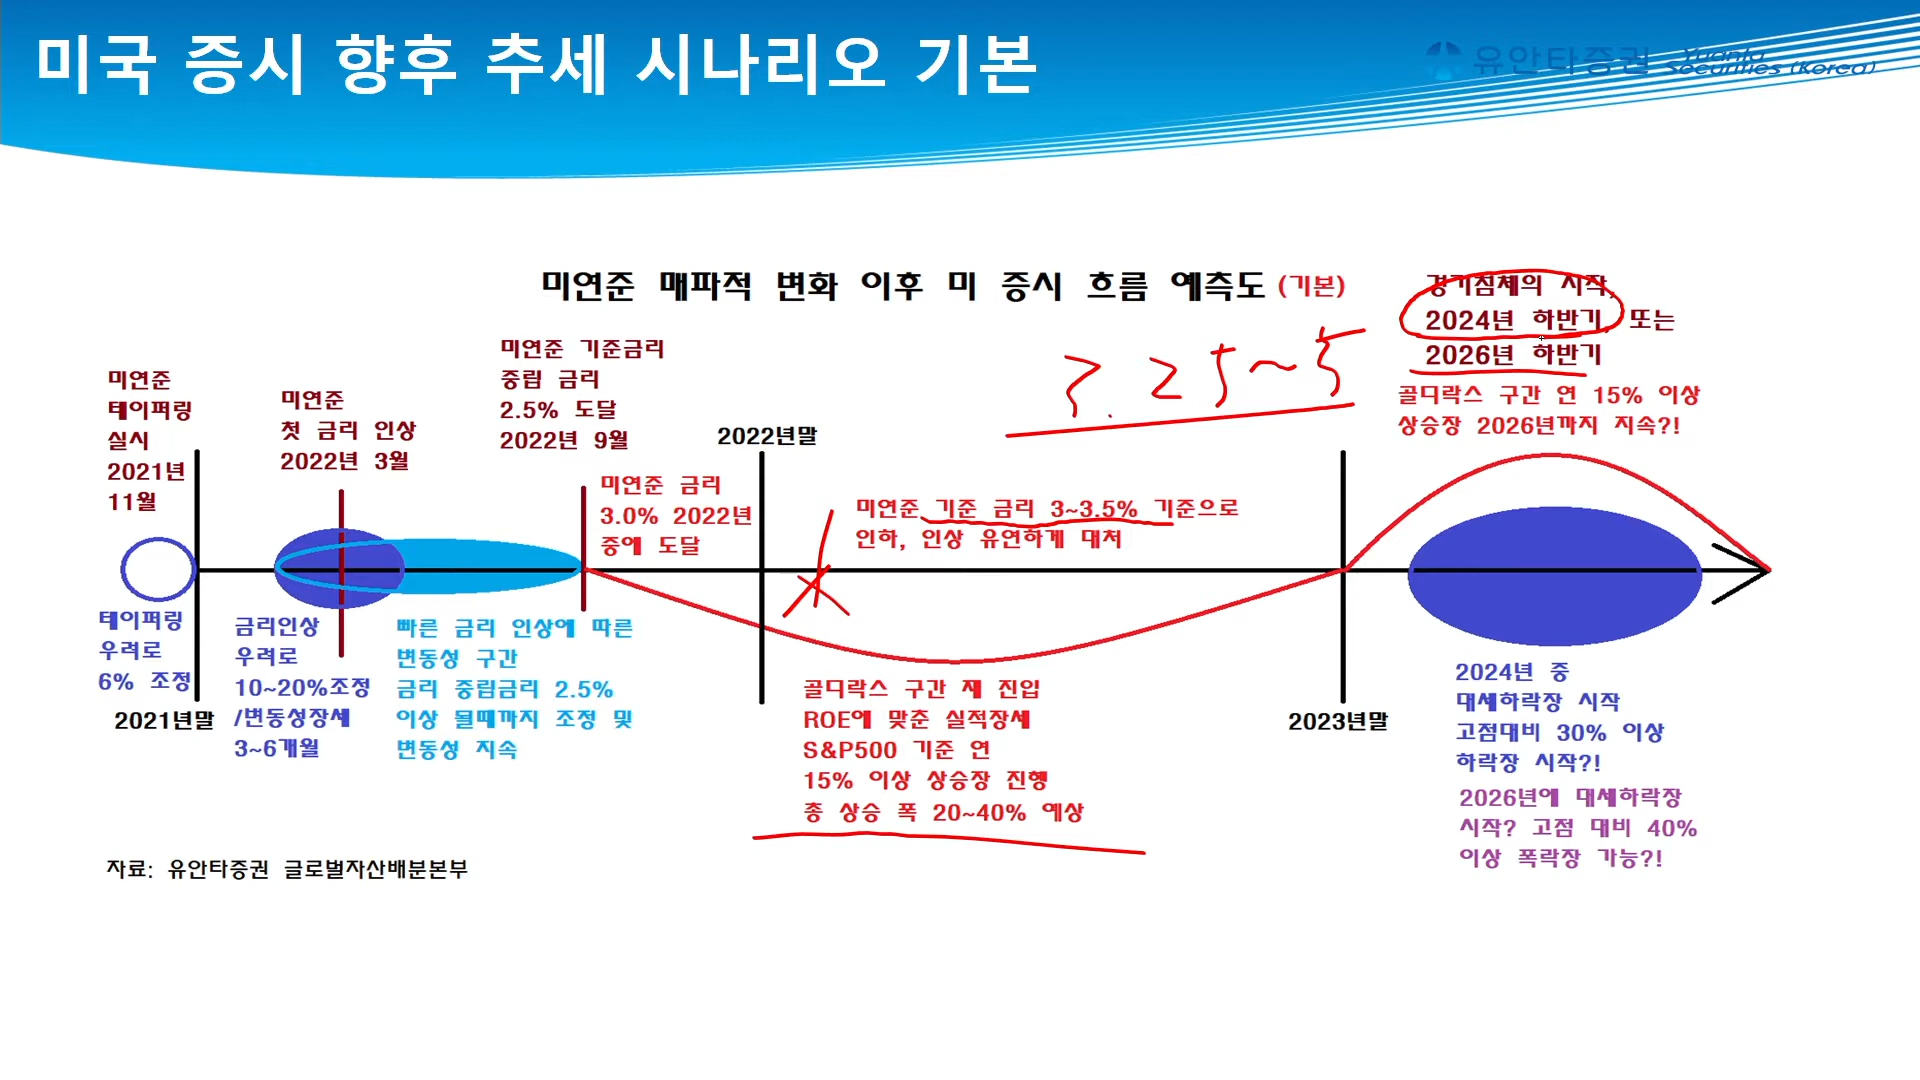 미국 증시 향후 추세 시나리오 기본
유안타증권 Yuanta Securities (Korea)
미연준 매파적 변화 이후 미 증시 흐름 예측도 (기본)
경기침체의 시작,
2024년 하반기, 또는
2026년 하반기
골디락스 구간 연 15% 이상
상승장 2026년까지 지속?!
3.25~5
미연준
테이퍼링
실시
2021년
11월
미연준
첫 금리 인상
2022년 3월
미연준 기준금리
중립 금리
2.5% 도달
2022년 9월
미연준 금리
3.0% 2022년
중에 도달
2022년말
미연준 기준 금리 3~3.5% 기준으로
인하, 인상 유연하게 대처
테이퍼링
우려로
6% 조정
2021년말
금리인상
우려로
10~20%조정
/변동성장세
3~6개월
빠른 금리 인상에 따른
변동성 구간
금리 중립금리 2.5%
이상 될때까지 조정 및
변동성 지속
골디락스 구간 재 진입
ROE에 맞춘 실적장세
S&P500 기준 연
15% 이상 상승장 진행
총 상승 폭 20~40% 예상
2023년말
2024년 중
대세하락장 시작
고점대비 30% 이상
하락장 시작?!
2026년에 대세하락장
시작? 고점 대비 40%
이상 폭락장 가능?!
자료: 유안타증권 글로벌자산배분본부